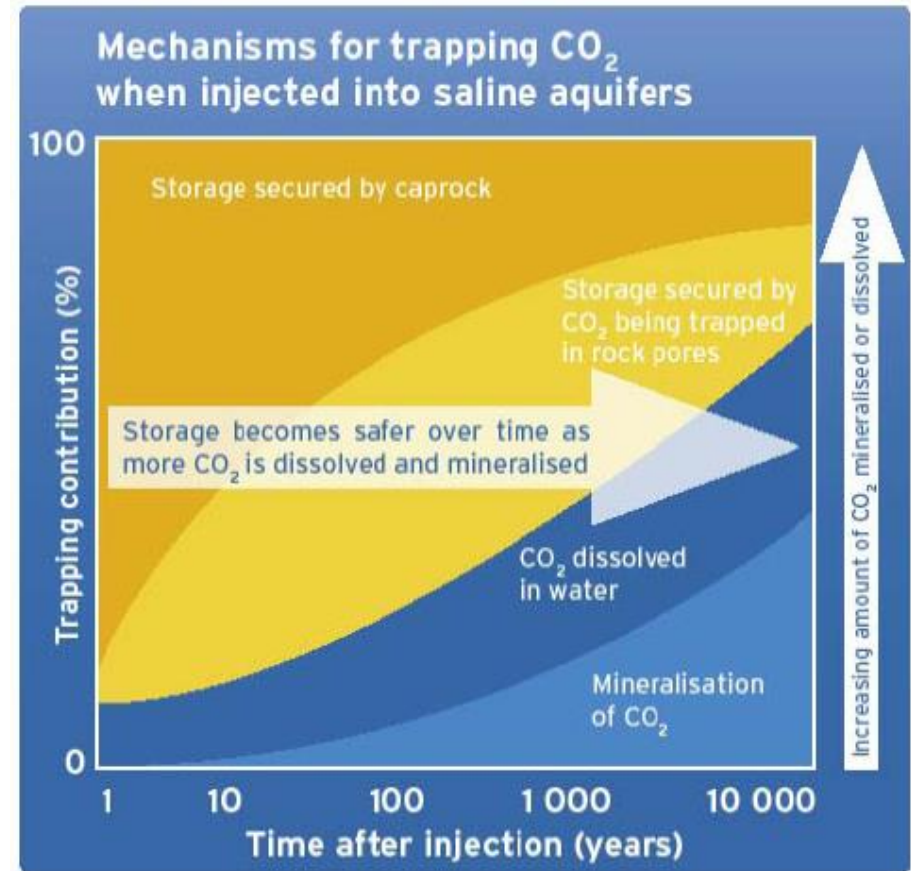 Mechanisms for trapping CO₂
when injected into saline aquifers
100
Storage secured by caprock
Storage secured by
CO₂ being trapped
in rock pores
Storage becomes safer over time as
more CO₂ is dissolved and mineralised
CO₂ dissolved
in water
Mineralisation
of CO₂
0
Trapping contribution (%)
Increasing amount of CO₂ mineralised or dissolved
1 10 100 1 000 10 000
Time after injection (years)